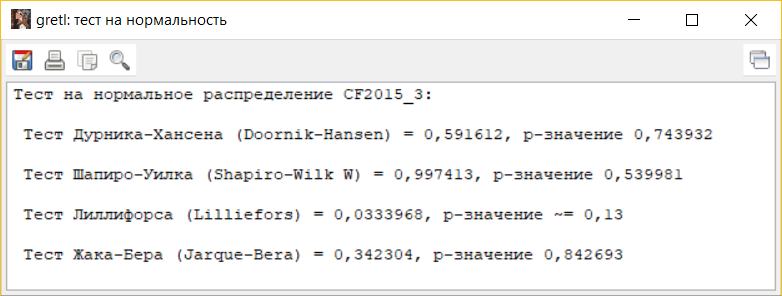 gretl: тест на нормальность
Тест на нормальное распределение CF2015_3:
Тест Дурника-Хансена (Doornik-Hansen) = 0,591612, р-значение 0,743932
Тест Шапиро-Уилка (Shapiro-Wilk W) = 0,997413, р-значение 0,539981
Тест Лиллифорса (Lilliefors) = 0,0333968, р-значение ~= 0,13
Тест Жака-Бера (Jarque-Bera) = 0,342304, р-значение 0,842693